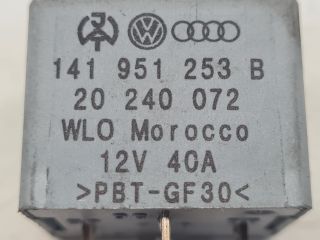 141 951 253 B
20 240 072
WLO Morocco
12V 40A
>PBT-GF30<